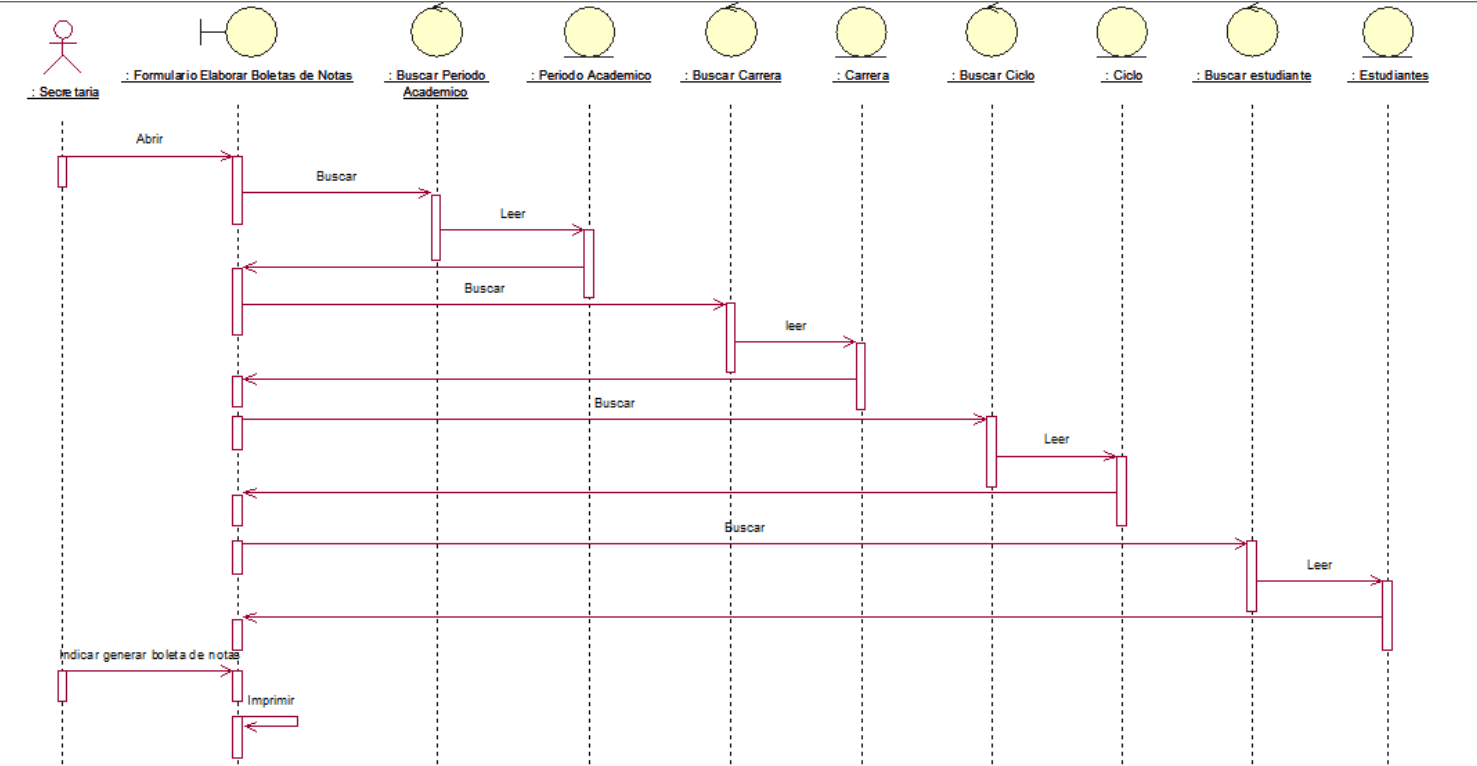 : Secretaria
: Formulario Elaborar Boletas de Notas
: Buscar Periodo
Academico
: Periodo Academico
: Buscar Carrera
: Carrera
: Buscar Ciclo
: Ciclo
: Buscar estudiante
: Estudiantes
Abrir
Buscar
Leer
Buscar
leer
Buscar
Leer
Buscar
Leer
Indicar generar boleta de notas
Imprimir